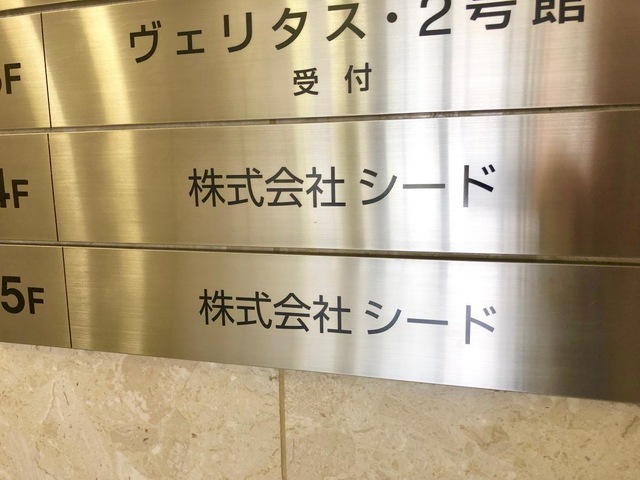 ヴェリタス・2号館
受付
F
4F 株式会社 シード
5F 株式会社 シード